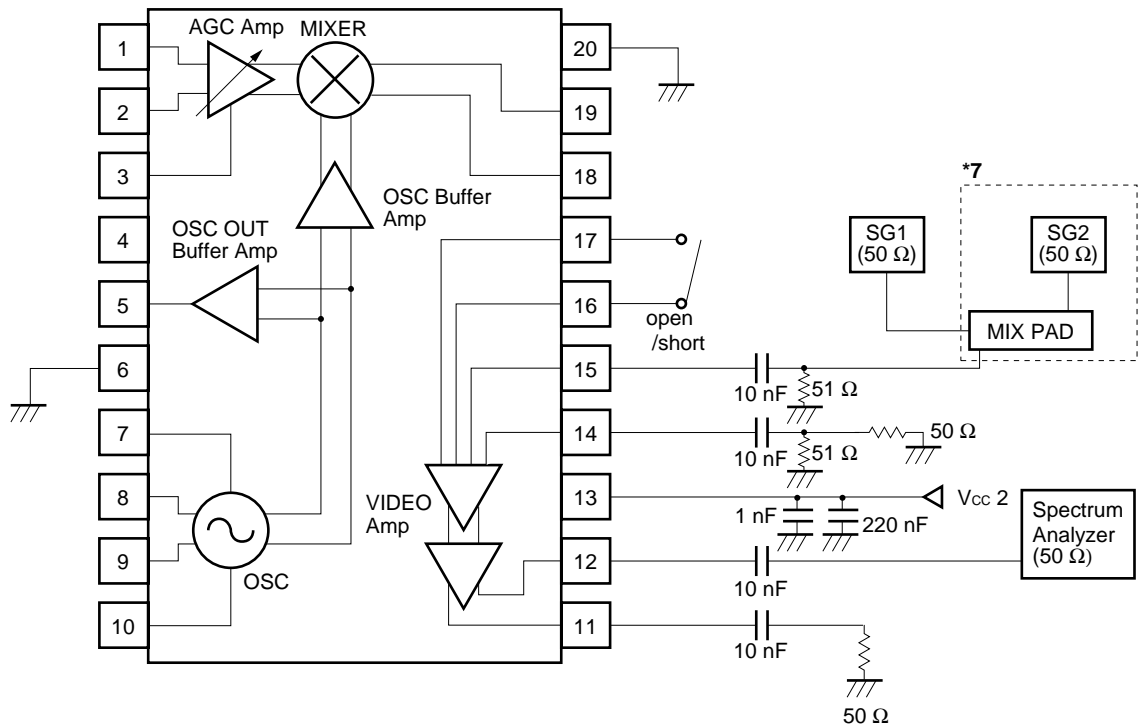 AGC Amp
MIXER
1
2
3
4
5
6
7
8
9
10
OSC Buffer
Amp
OSC OUT
Buffer Amp
VIDEO
Amp
OSC
20
19
18
17
16
15
14
13
12
11
open
/short
*7
SG1
(50 Ω)
SG2
(50 Ω)
MIX PAD
10 nF
51 Ω
10 nF
51 Ω
50 Ω
VCC 2
1 nF
220 nF
Spectrum
Analyzer
(50 Ω)
10 nF
10 nF
50 Ω